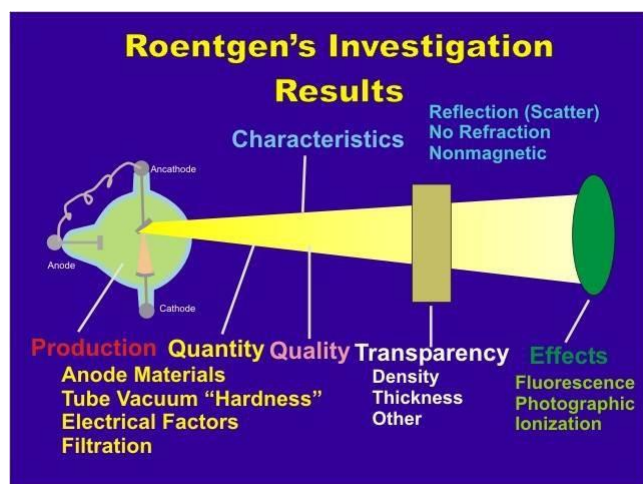 Roentgen's Investigation
Results
Reflection (Scatter)
No Refraction
Nonmagnetic
Characteristics
Ancathode
Anode
Cathode
Production
Quantity
Quality
Transparency
Effects
Anode Materials
Tube Vacuum “Hardness”
Electrical Factors
Filtration
Density
Thickness
Other
Fluorescence
Photographic
Ionization